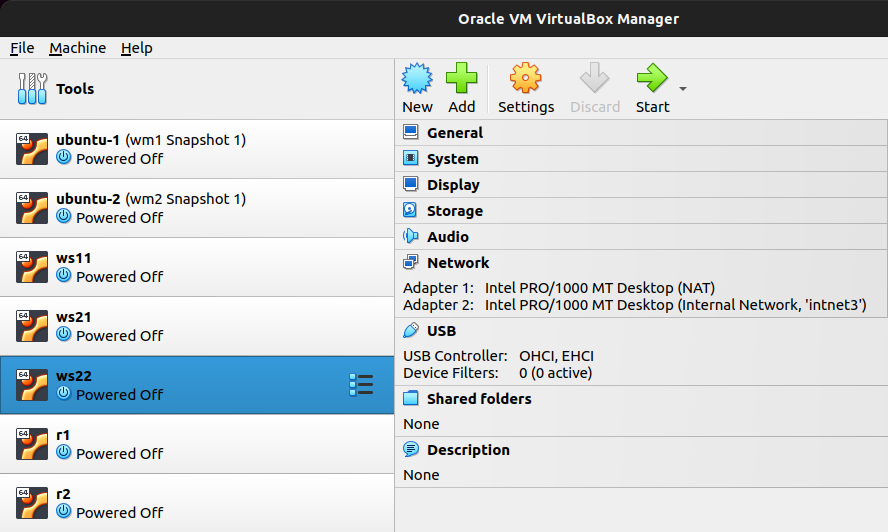 Oracle VM VirtualBox Manager
File Machine Help
Tools
New Add Settings Discard Start
64
ubuntu-1 (wm1 Snapshot 1)
Powered Off
64
ubuntu-2 (wm2 Snapshot 1)
Powered Off
64
ws11
Powered Off
64
ws21
Powered Off
64
ws22
Powered Off
64
r1
Powered Off
64
r2
Powered Off
General
System
Display
Storage
Audio
Network
Adapter 1: Intel PRO/1000 MT Desktop (NAT)
Adapter 2: Intel PRO/1000 MT Desktop (Internal Network, 'intnet3')
USB
USB Controller: OHCI, EHCI
Device Filters: 0 (0 active)
Shared folders
None
Description
None